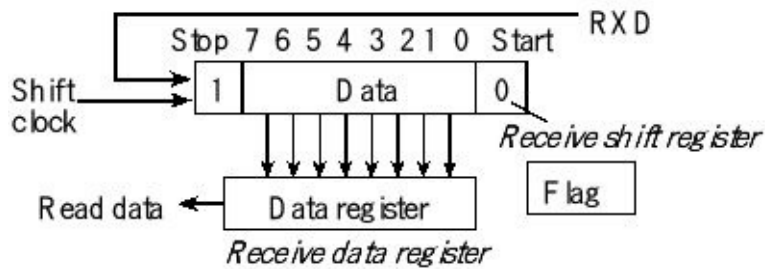 RXD
Stop 7 6 5 4 3 2 1 0 Start
Shift clock
1 Data 0
Receive shift register
Flag
Read data
Data register
Receive data register